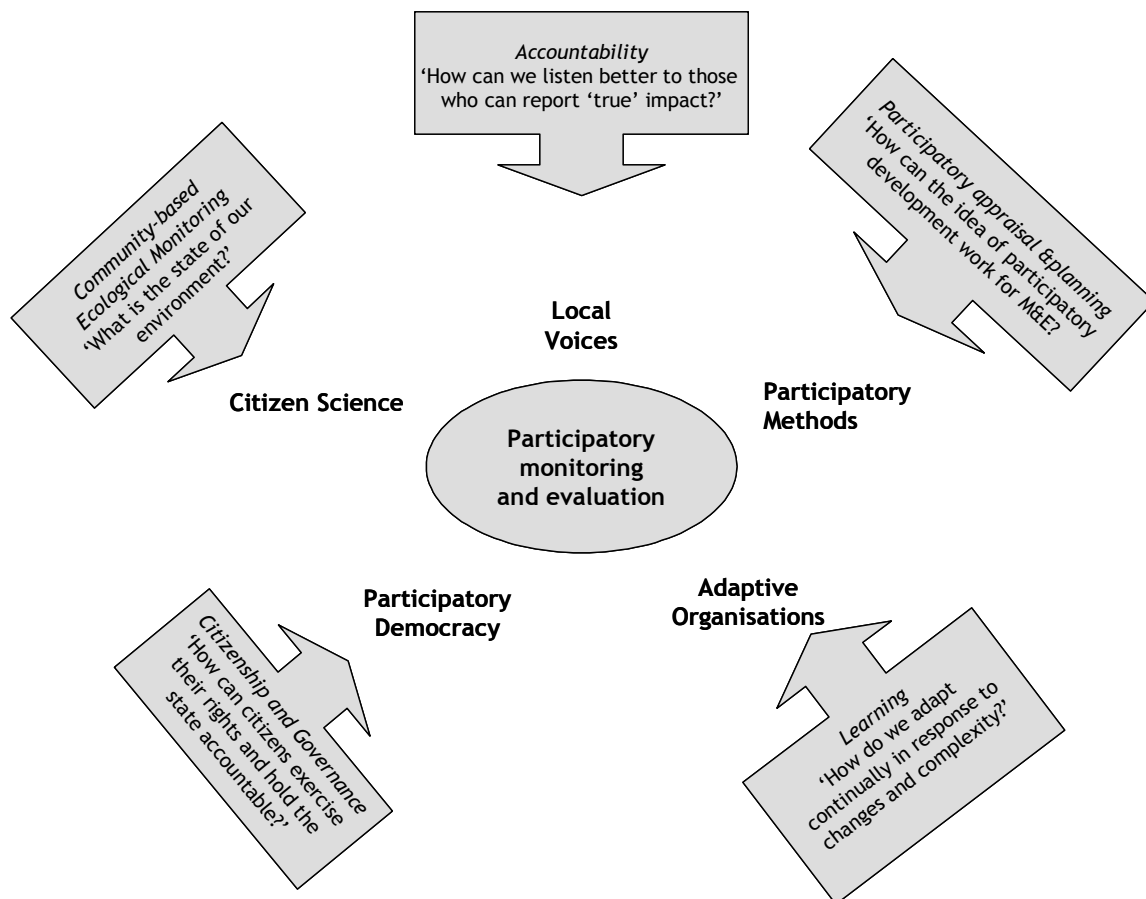 Accountability
‘How can we listen better to those
who can report ‘true’ impact?’
Community-based
Ecological Monitoring
‘What is the state of our
environment?’
Participatory appraisal &planning
‘How can the idea of participatory
development work for M&E?
Local
Voices
Citizen Science
Participatory
Methods
Participatory
monitoring
and evaluation
Participatory
Democracy
Adaptive
Organisations
Citizenship and Governance
‘How can citizens exercise
their rights and hold the
state accountable?’
Learning
‘How do we adapt
continually in response to
changes and complexity?’